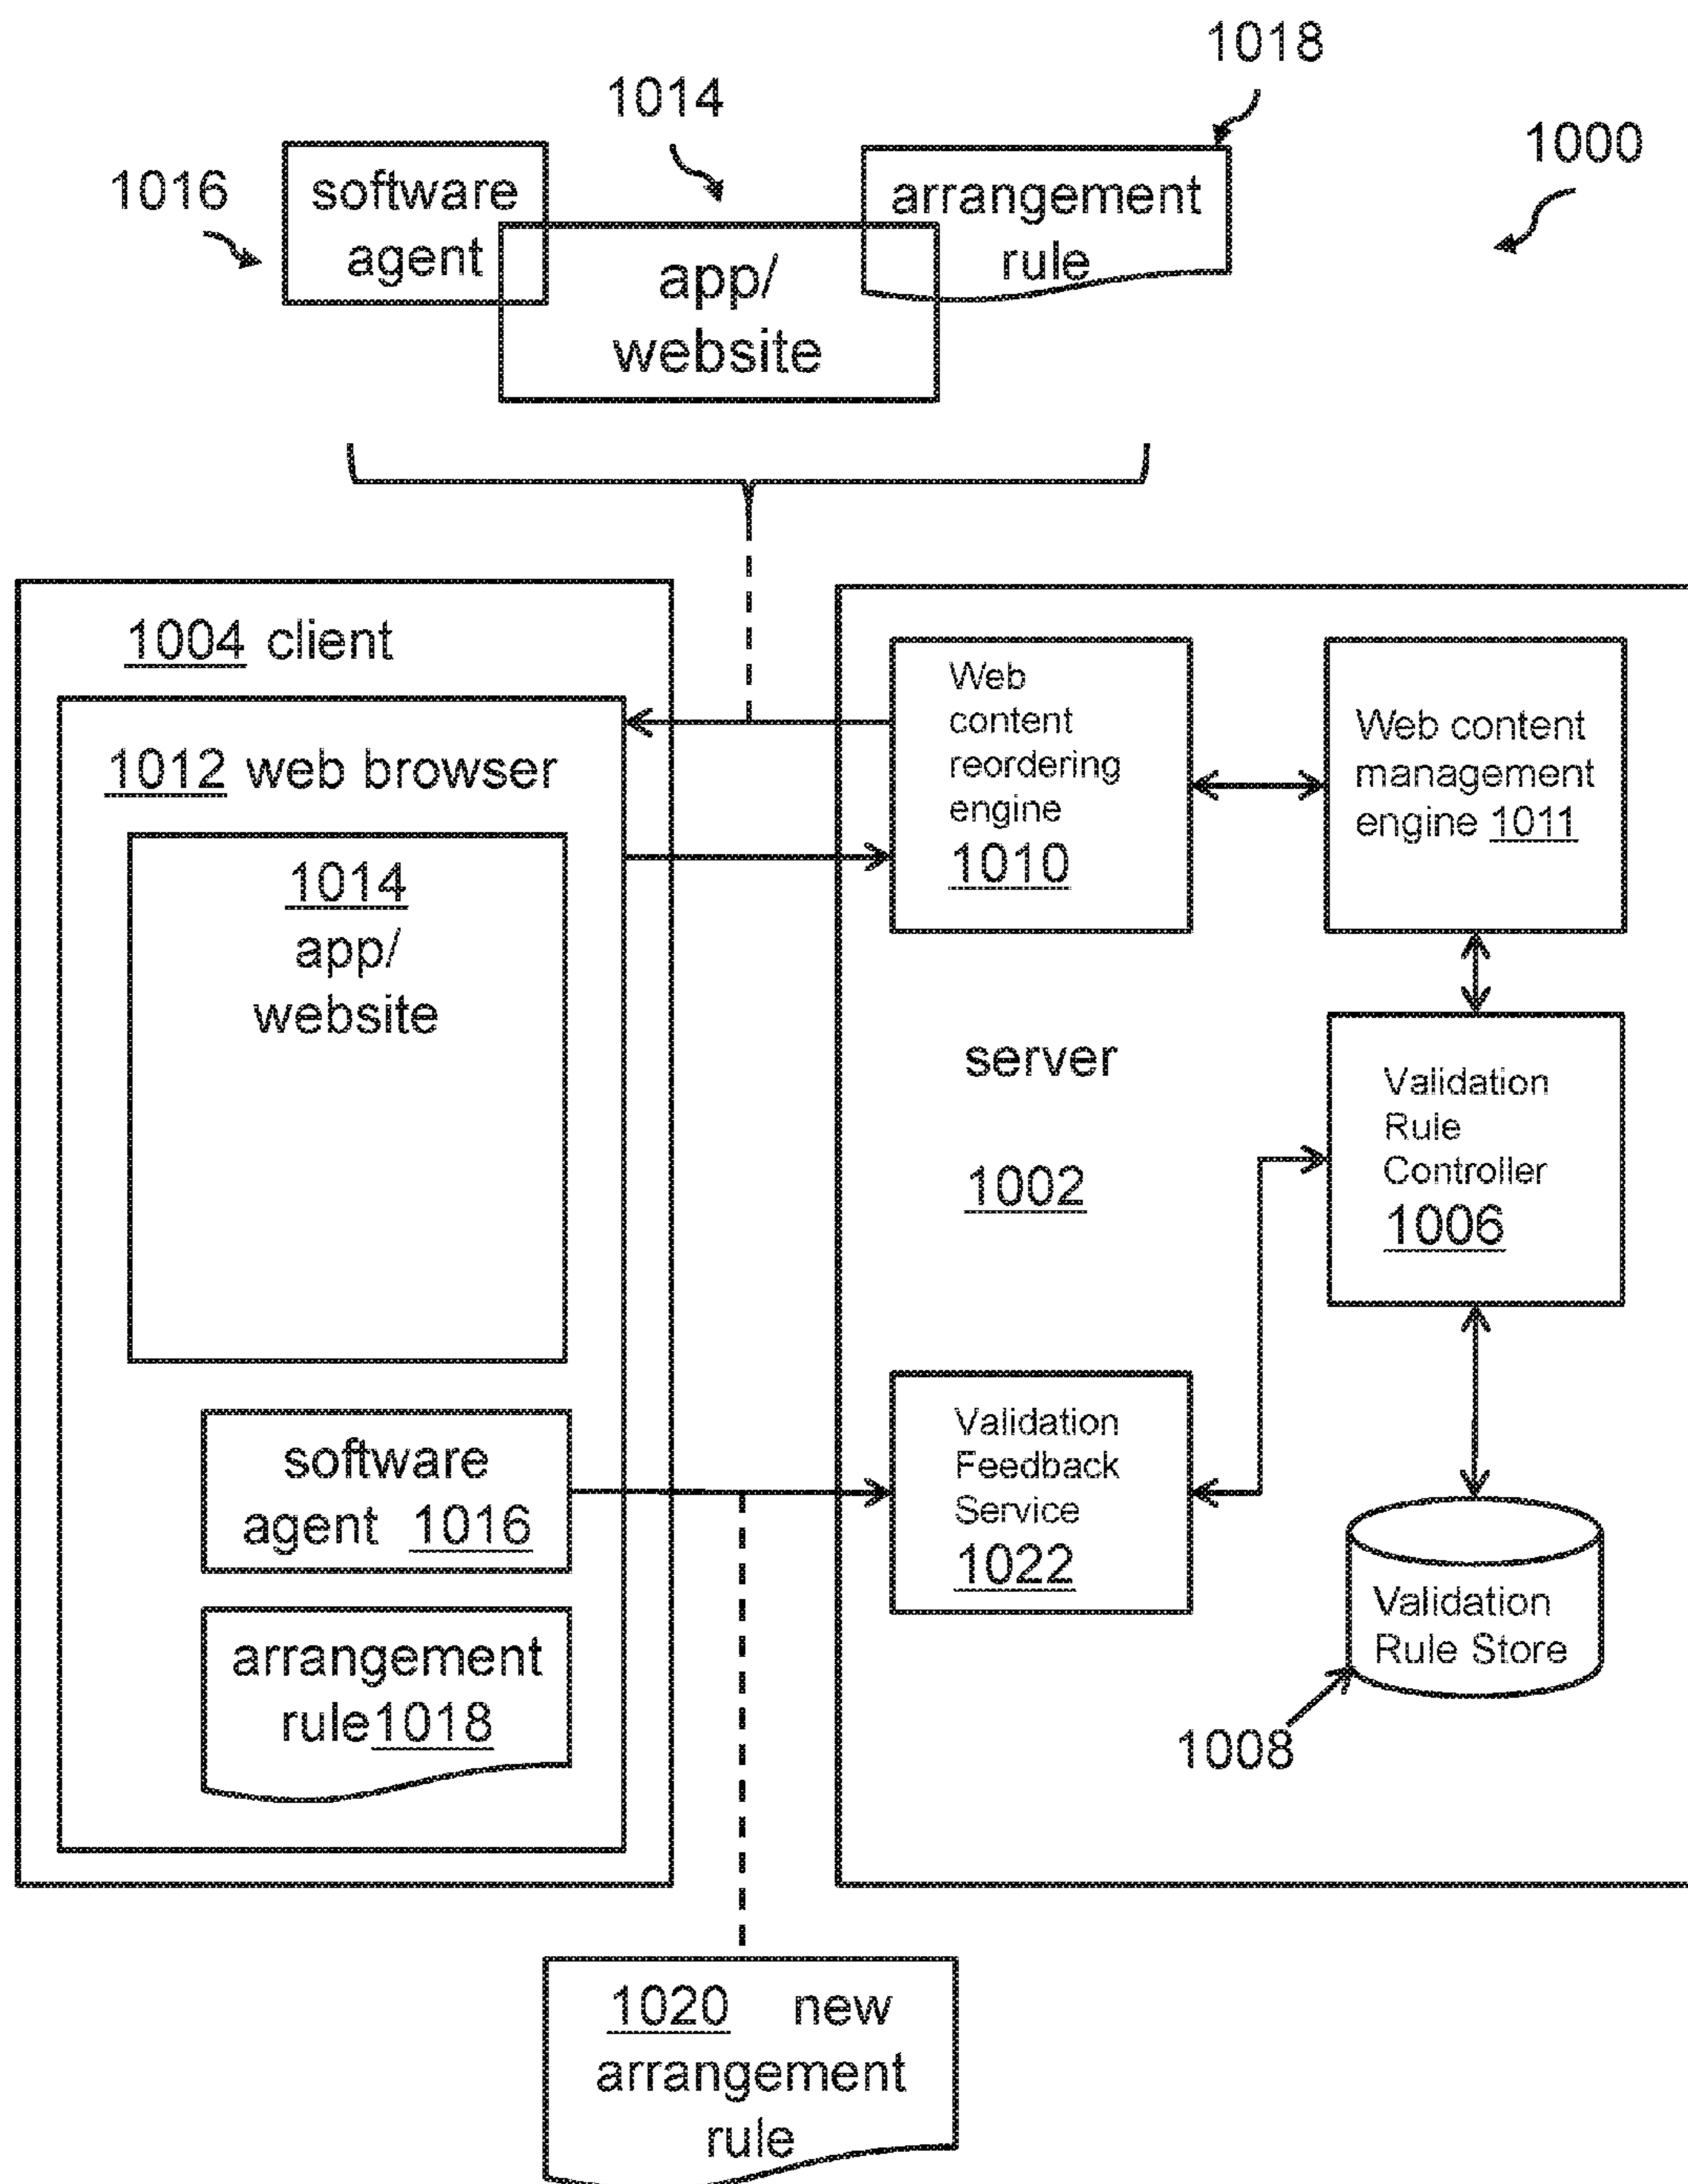 1018
1014
1000
1016
software
agent
arrangement
rule
app/
website
1004 client
1012 web browser
1014
app/
website
software
agent 1016
arrangement
rule1018
Web
content
reordering
engine
1010
Web content
management
engine 1011
server
1002
Validation
Rule
Controller
1006
Validation
Feedback
Service
1022
Validation
Rule Store
1008
1020 new
arrangement
rule